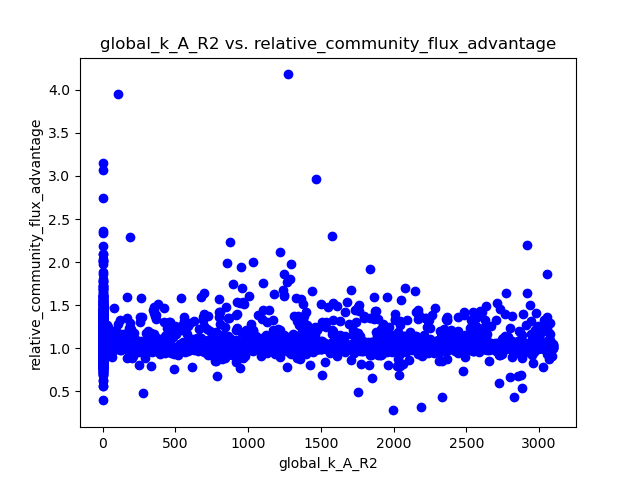 global_k_A_R2 vs. relative_community_flux_advantage
4.0
3.5
3.0
2.5
2.0
1.5
1.0
0.5
relative_community_flux_advantage
0 500 1000 1500 2000 2500 3000
global_k_A_R2